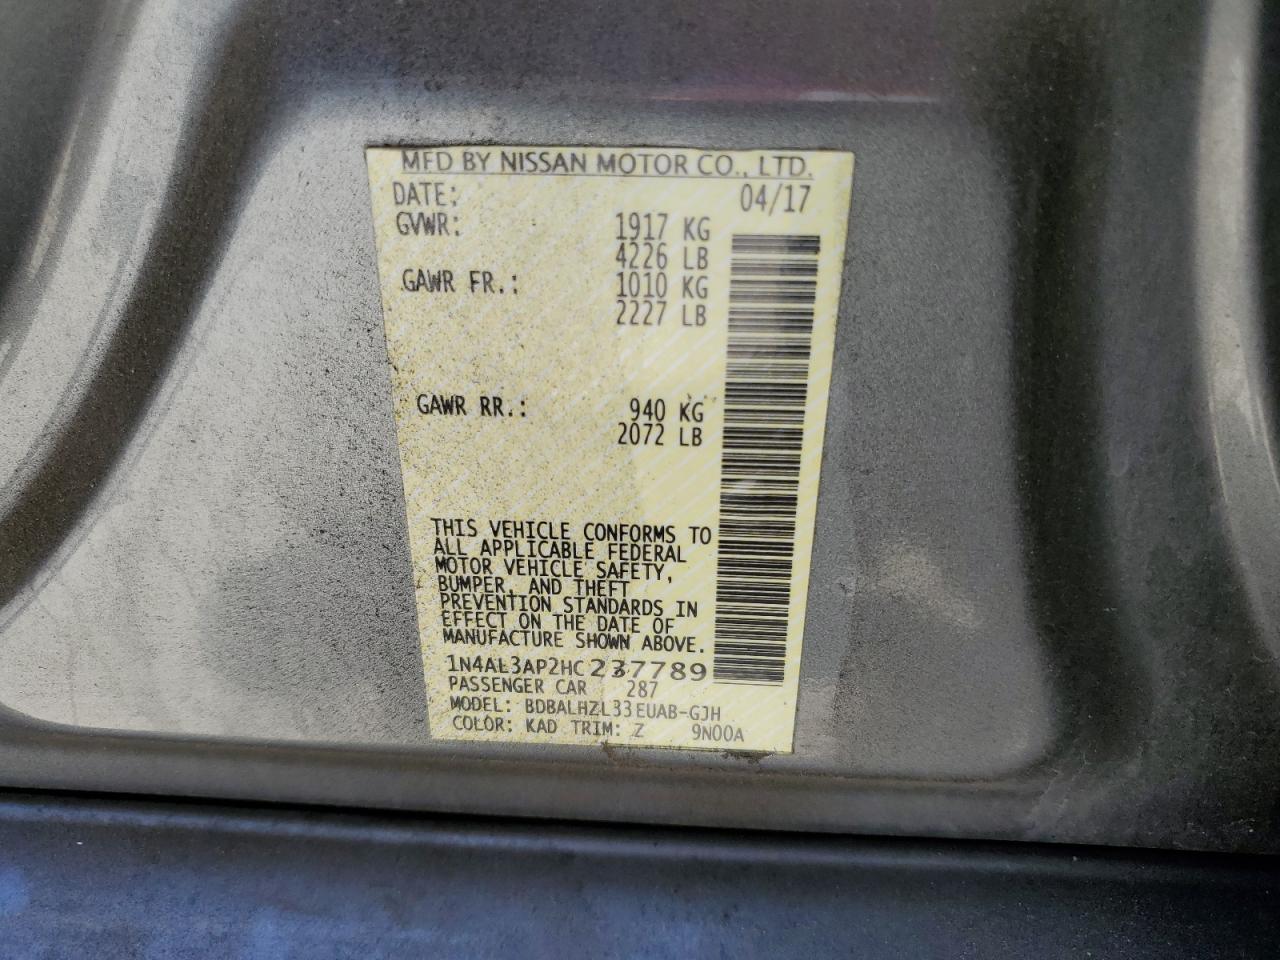 MFD BY NISSAN MOTOR CO., LTD.
DATE: 04/17
GVWR: 1917 KG
4226 LB
GAWR FR.: 1010 KG
2227 LB
GAWR RR.: 940 KG
2072 LB
THIS VEHICLE CONFORMS TO
ALL APPLICABLE FEDERAL
MOTOR VEHICLE SAFETY,
BUMPER, AND THEFT
PREVENTION STANDARDS IN
EFFECT ON THE DATE OF
MANUFACTURE SHOWN ABOVE.
1N4AL3AP2HC237789
PASSENGER CAR 287
MODEL: BDBALHZL33EUAB-GJH
COLOR: KAD TRIM: Z 9N00A